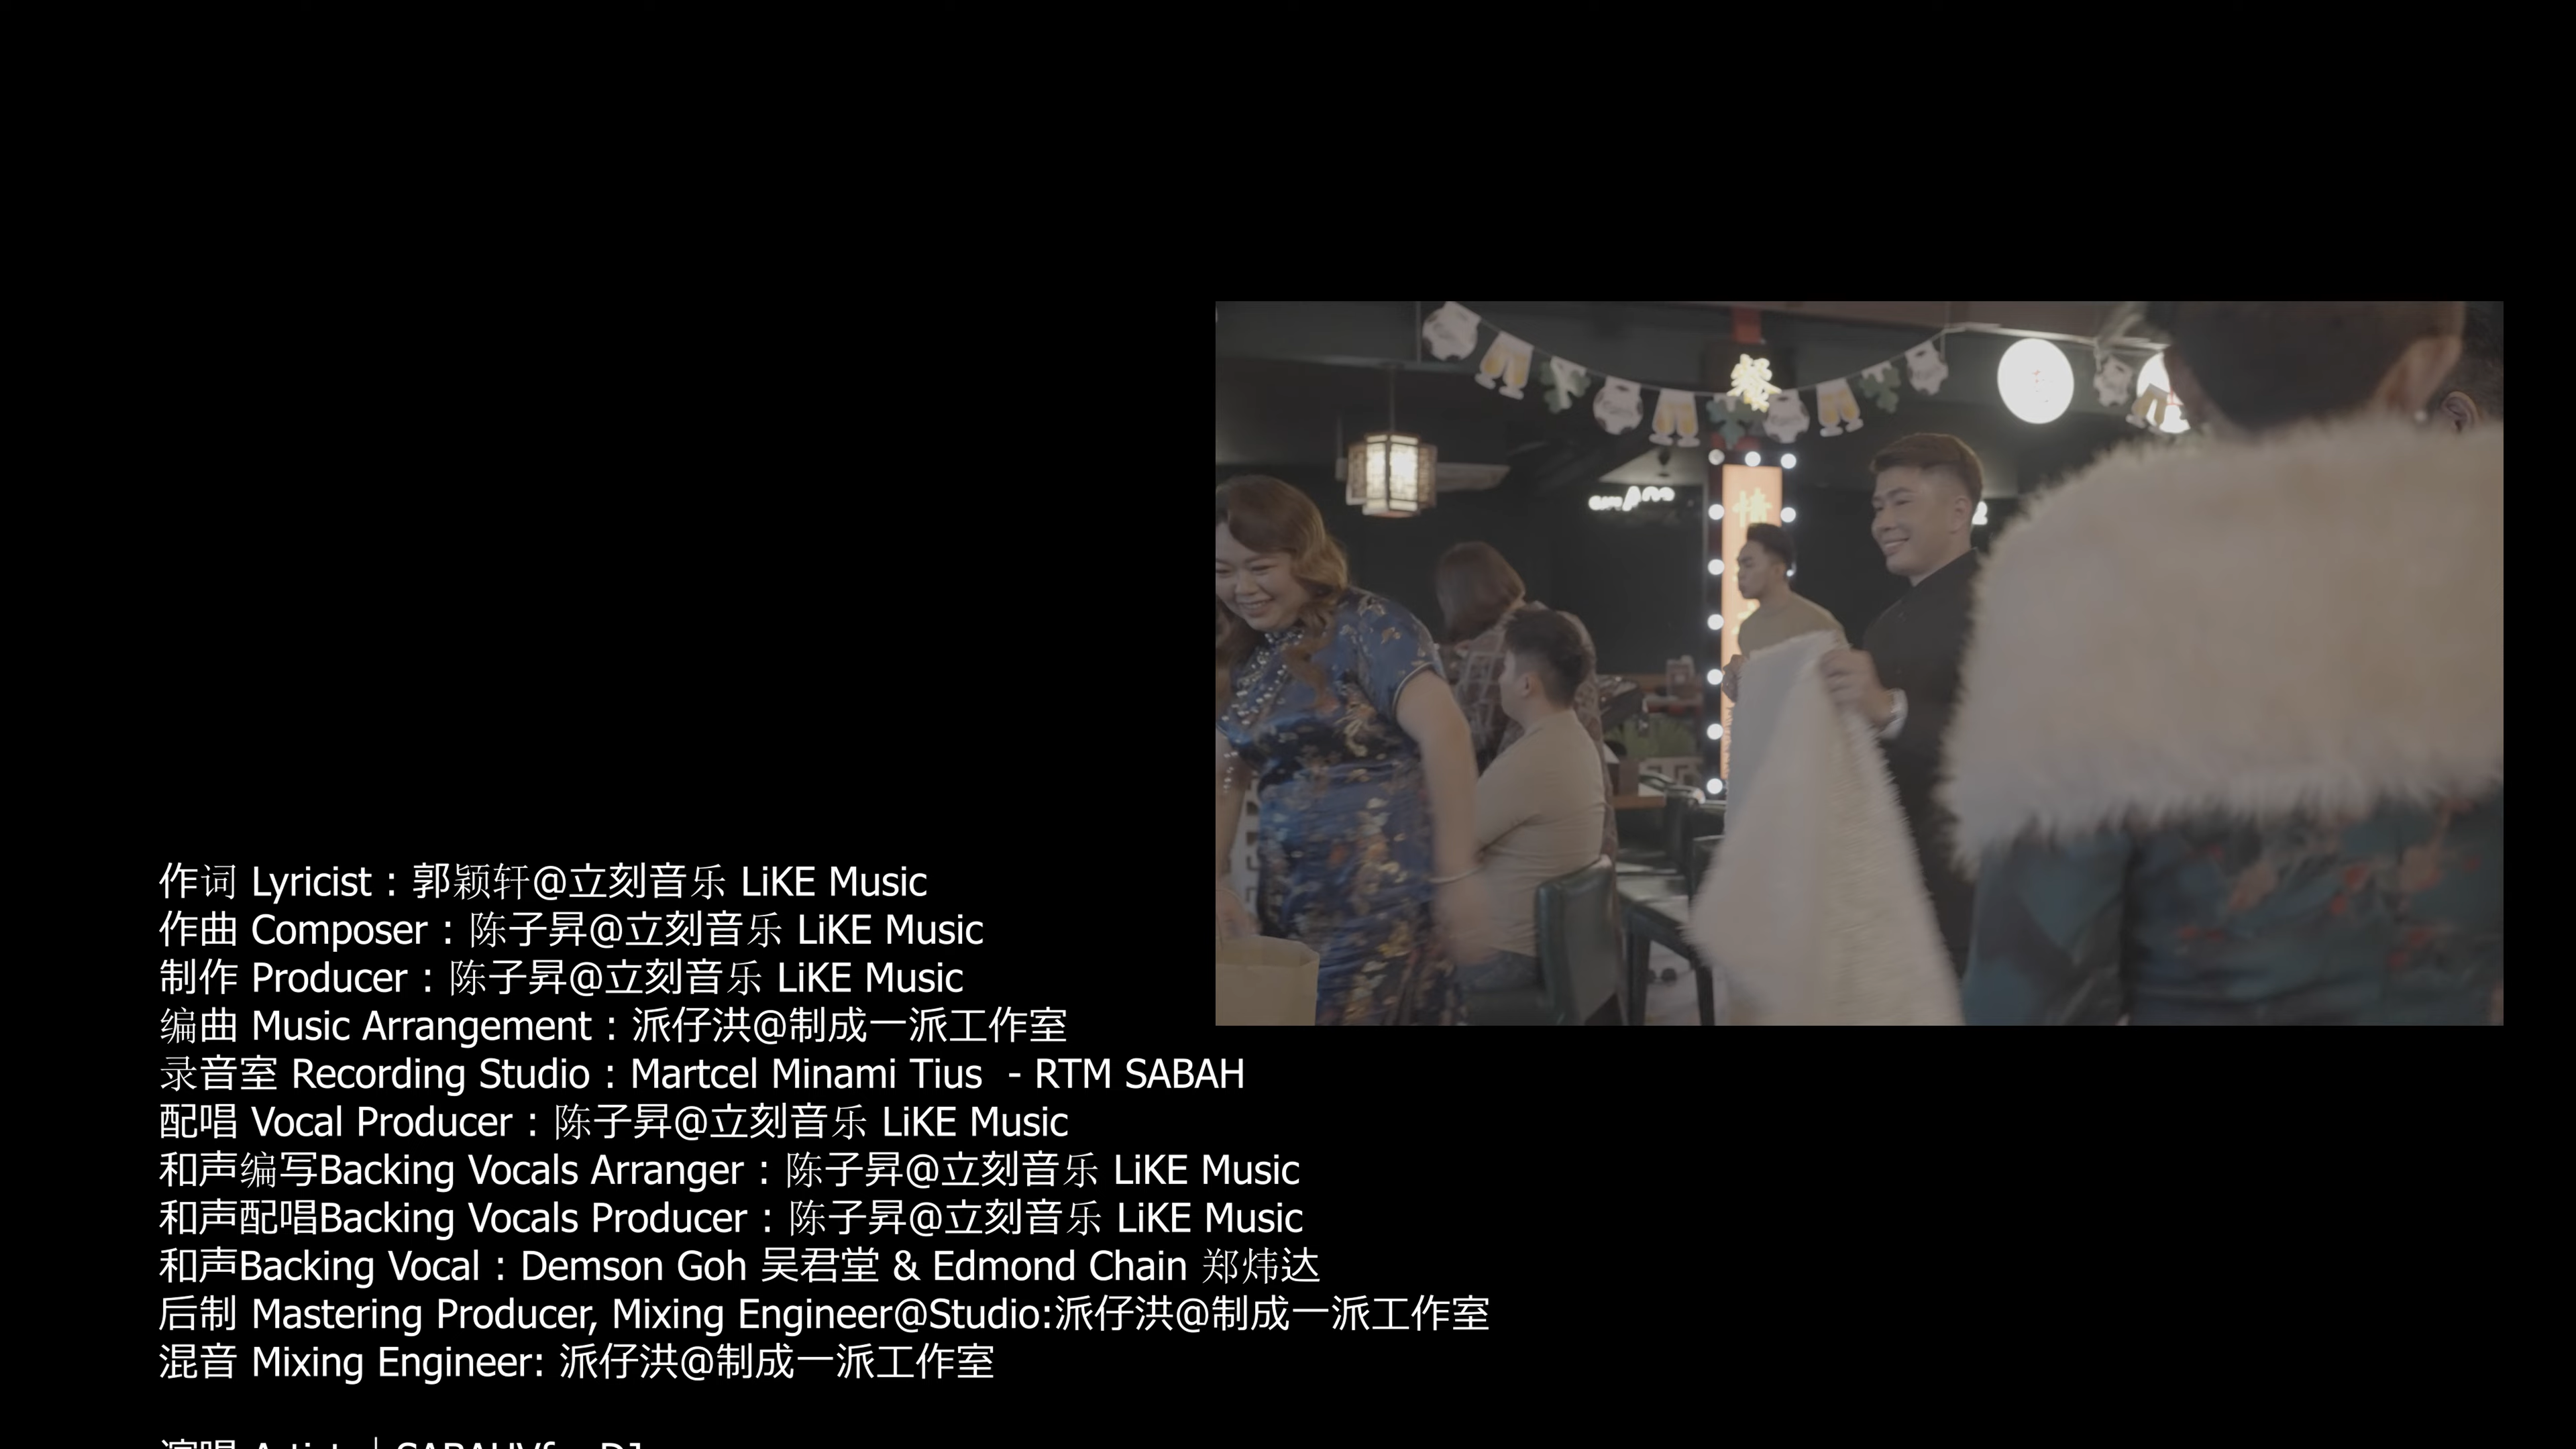 作词 Lyricist : 郭颖轩@立刻音乐 LiKE Music
作曲 Composer : 陈子昇@立刻音乐 LiKE Music
制作 Producer : 陈子昇@立刻音乐 LiKE Music
编曲 Music Arrangement : 派仔洪@制成一派工作室
录音室 Recording Studio : Martcel Minami Tius - RTM SABAH
配唱 Vocal Producer : 陈子昇@立刻音乐 LiKE Music
和声编写Backing Vocals Arranger : 陈子昇@立刻音乐 LiKE Music
和声配唱Backing Vocals Producer : 陈子昇@立刻音乐 LiKE Music
和声Backing Vocal : Demson Goh 吴君堂 & Edmond Chain 郑炜达
后制 Mastering Producer, Mixing Engineer@Studio:派仔洪@制成一派工作室
混音 Mixing Engineer: 派仔洪@制成一派工作室